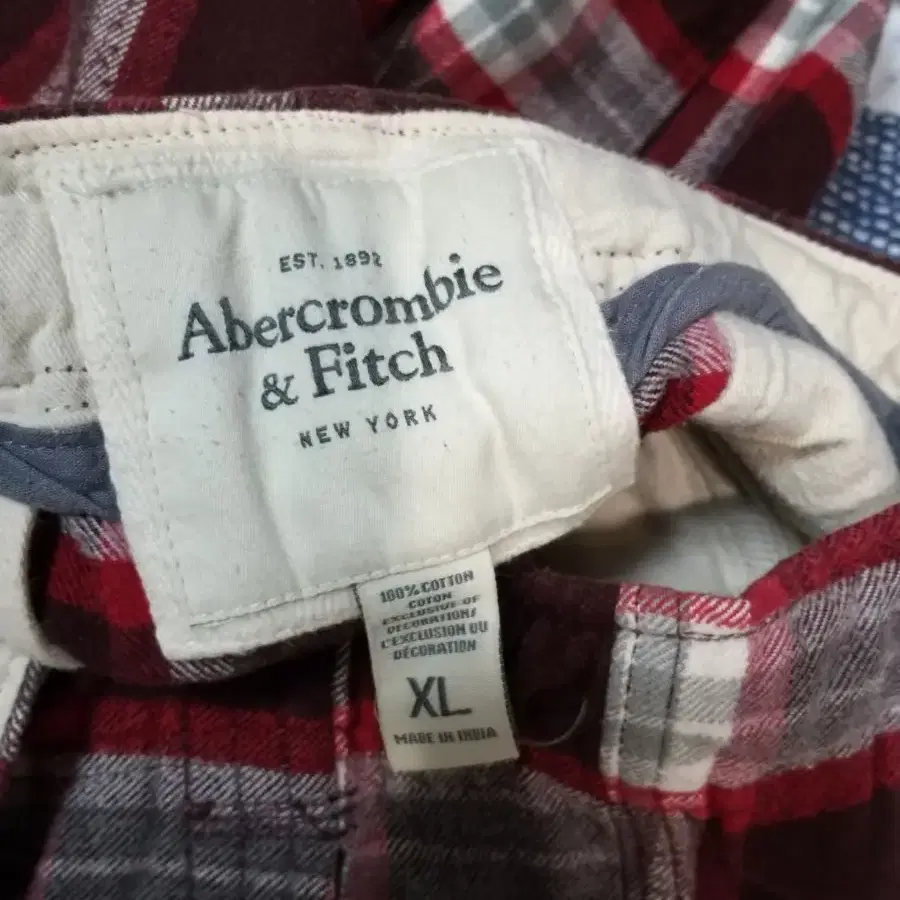 EST. 1892
Abercrombie
& Fitch
NEW YORK
100% COTTON
COTON
EXCLUSIVE OF
DECORATION/
L'EXCLUSION DU
DÉCORATION
XL
MADE IN INDIA